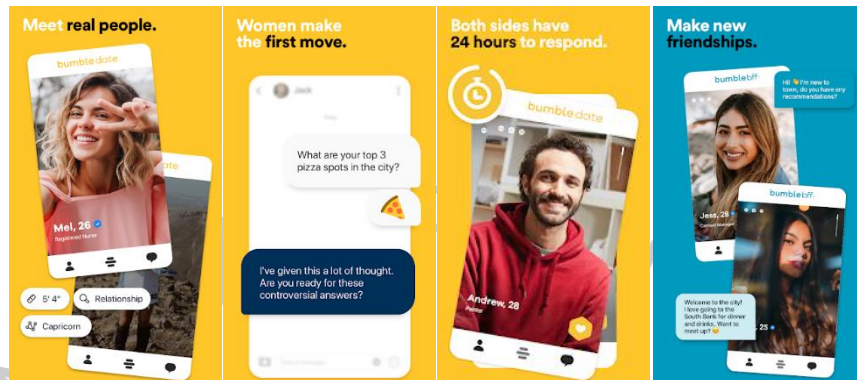 Meet real people.
bumble date
date
Mel, 26
Registered Nurse
5' 4"
Relationship
Capricorn
Women make
the first move.
Jack
What are your top 3
pizza spots in the city?
I've given this a lot of thought.
Are you ready for these
controversial answers?
Both sides have
24 hours to respond.
bumble date
Andrew, 28
Make new
friendships.
bumble bff
Hi! 👋 I'm new to
town, do you have any
recommendations?
Jess, 28
Content Manager
bumble bff
Welcome to the city!
I love going to the
South Bank for dinner
and drinks. Want to
meet up? 😊
25